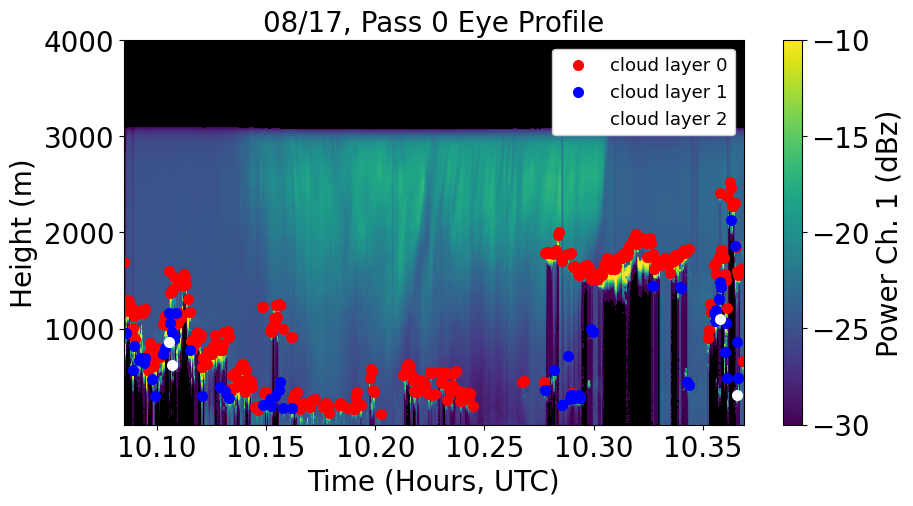 08/17, Pass 0 Eye Profile
cloud layer 0
cloud layer 1
cloud layer 2
4000
3000
2000
1000
Height (m)
10.10 10.15 10.20 10.25 10.30 10.35
Time (Hours, UTC)
−10
−15
−20
−25
−30
Power Ch. 1 (dBz)